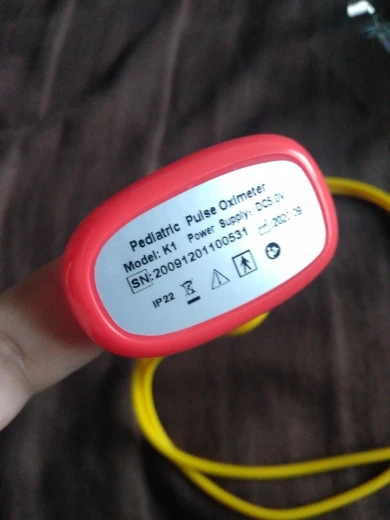 Pediatric Pulse Oximeter
Model: K1 Power Supply: DC5.0V
SN:20091201100531
IP22